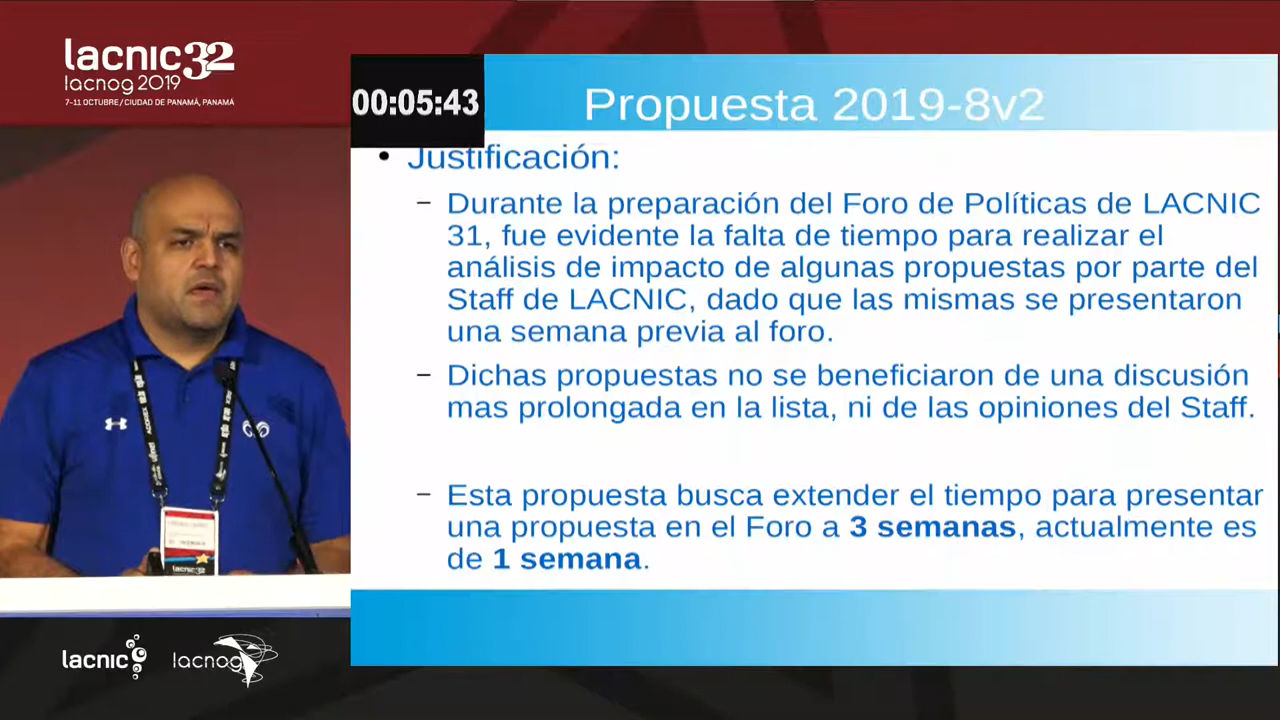 lacnic32
lacnog 2019
7-11 OCTUBRE / CIUDAD DE PANAMÁ, PANAMÁ
00:05:43
Propuesta 2019-8v2
• Justificación:
– Durante la preparación del Foro de Políticas de LACNIC
31, fue evidente la falta de tiempo para realizar el
análisis de impacto de algunas propuestas por parte del
Staff de LACNIC, dado que las mismas se presentaron
una semana previa al foro.
– Dichas propuestas no se beneficiaron de una discusión
mas prolongada en la lista, ni de las opiniones del Staff.
– Esta propuesta busca extender el tiempo para presentar
una propuesta en el Foro a 3 semanas, actualmente es
de 1 semana.
lacnic32
lacnic
lacnog